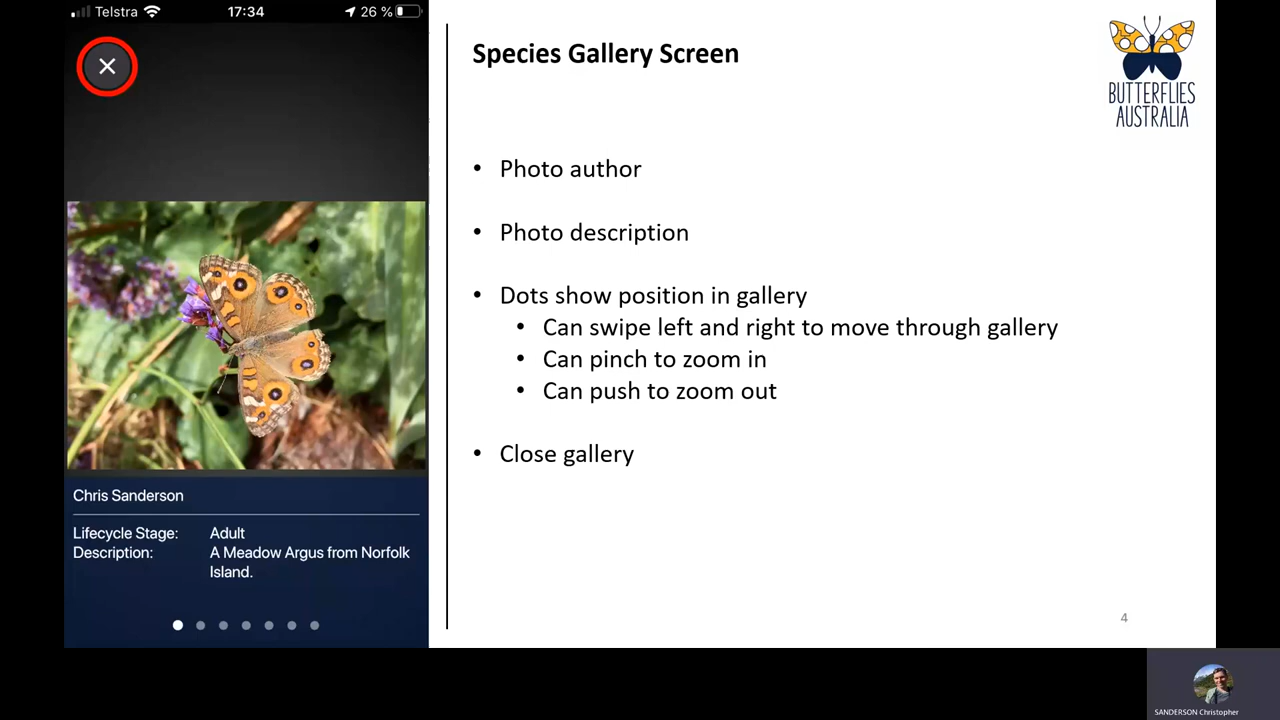 Telstra 17:34 26 %
Species Gallery Screen
BUTTERFLIES
AUSTRALIA
• Photo author
• Photo description
• Dots show position in gallery
• Can swipe left and right to move through gallery
• Can pinch to zoom in
• Can push to zoom out
• Close gallery
Chris Sanderson
Lifecycle Stage: Adult
Description: A Meadow Argus from Norfolk
Island.
4
SANDERSON Christopher